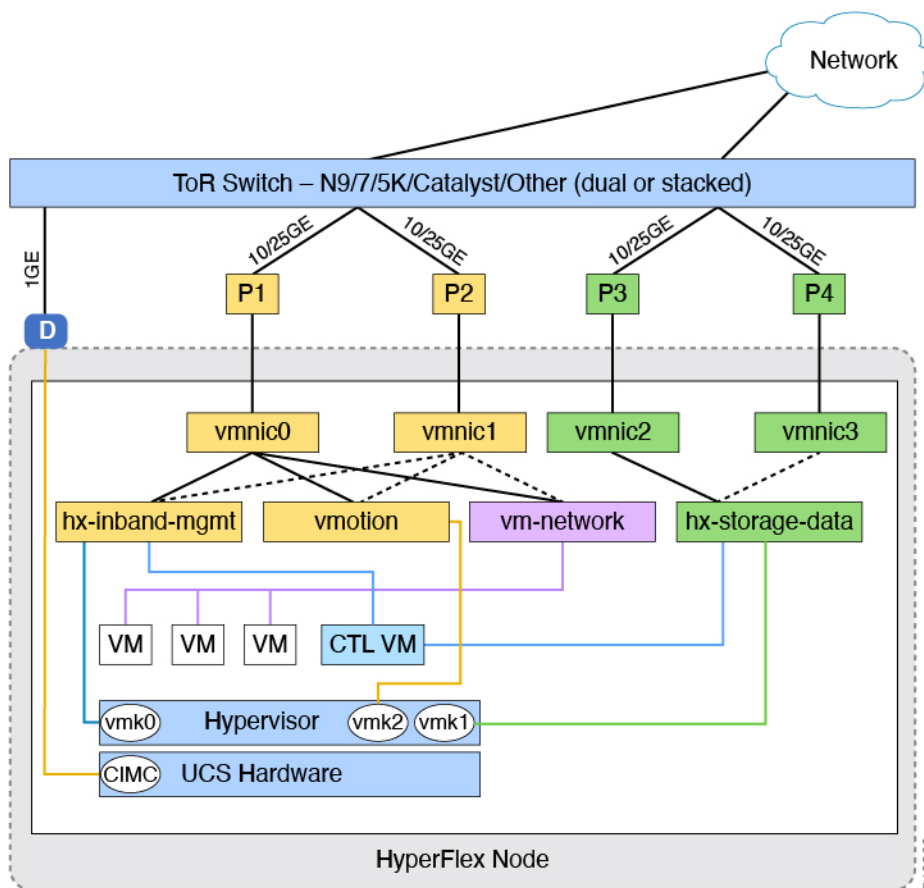 Network
ToR Switch – N9/7/5K/Catalyst/Other (dual or stacked)
1GE
10/25GE
10/25GE
10/25GE
10/25GE
P1
P2
P3
P4
D
vmnic0
vmnic1
vmnic2
vmnic3
hx-inband-mgmt
vmotion
vm-network
hx-storage-data
VM
VM
VM
CTL VM
vmk0
Hypervisor
vmk2
vmk1
CIMC
UCS Hardware
HyperFlex Node